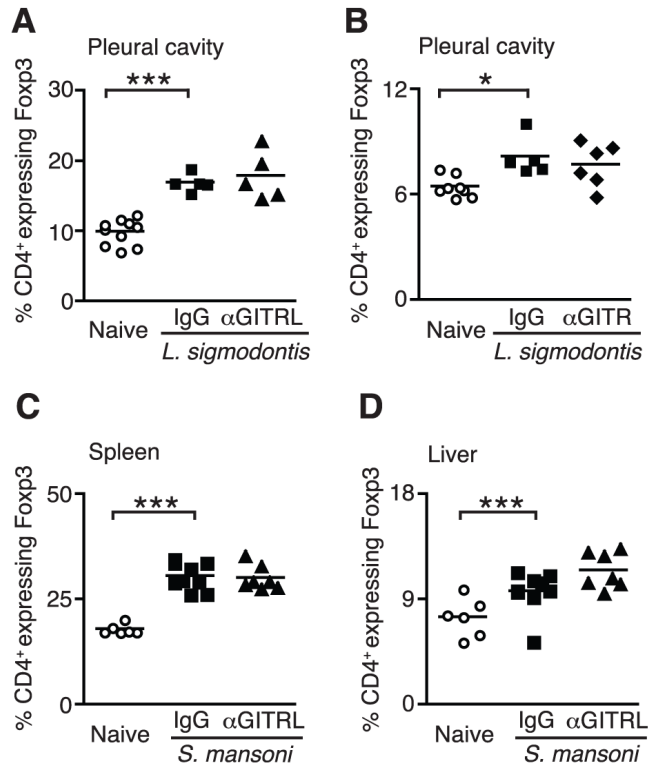 A
Pleural cavity
% CD4+ expressing Foxp3
30
20
10
0
***
Naive
IgG αGITRL
L. sigmodontis
B
Pleural cavity
% CD4+ expressing Foxp3
12
6
0
*
Naive
IgG αGITR
L. sigmodontis
C
Spleen
% CD4+ expressing Foxp3
50
25
0
***
Naive
IgG αGITRL
S. mansoni
D
Liver
% CD4+ expressing Foxp3
18
9
0
***
Naive
IgG αGITRL
S. mansoni